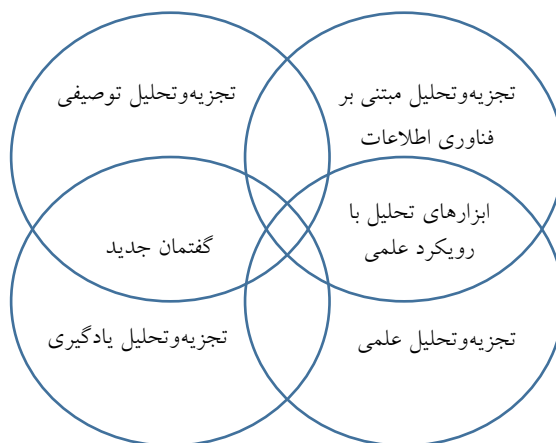 تجزیه‌وتحلیل مبتنی بر
فناوری اطلاعات
تجزیه‌وتحلیل توصیفی
ابزارهای تحلیل با
رویکرد علمی
گفتمان جدید
تجزیه‌وتحلیل علمی
تجزیه‌وتحلیل یادگیری